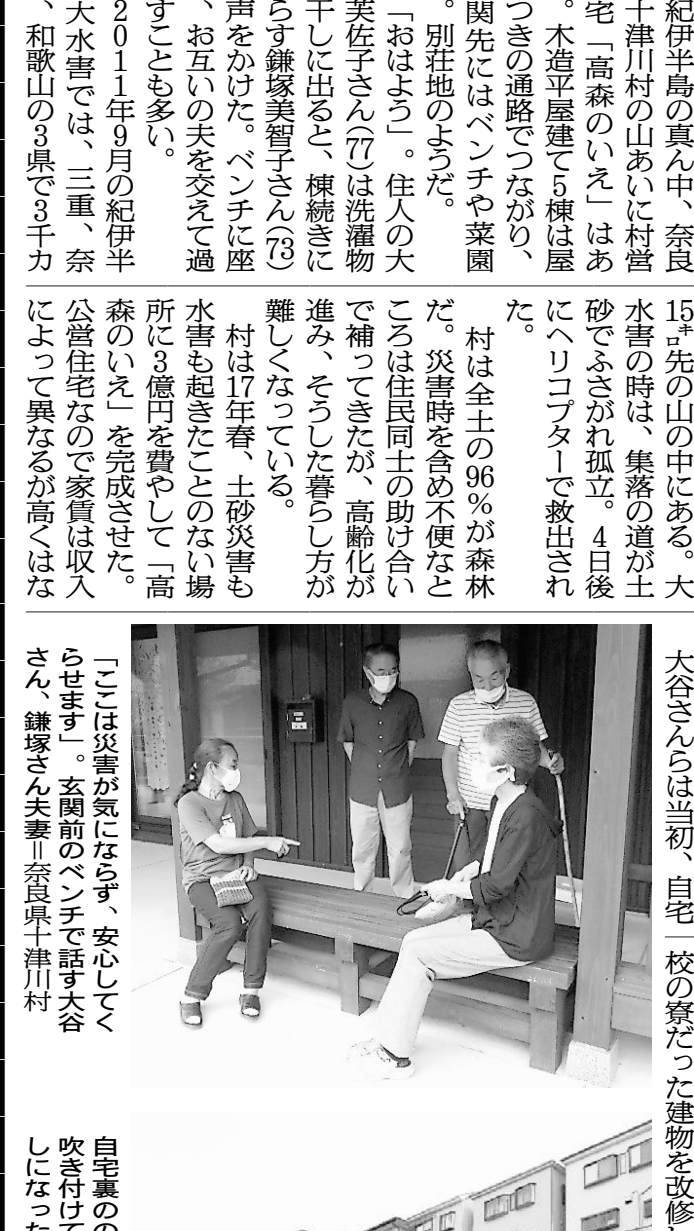 紀伊半島の真ん中、奈良
十津川村の山あいに村営
宅「高森のいえ」はあ
。木造平屋建て5棟は屋
つきの通路でつながり、
関先にはベンチや菜園
。別荘地のようだ。
「おはよう」。住人の大
芙佐子さん(77)は洗濯物
干しに出ると、棟続きに
らす鎌塚美智子さん(73)
声をかけた。ベンチに座
、お互いの夫を交えて過
すことも多い。
2011年9月の紀伊半
大水害では、三重、奈
、和歌山の3県で3千カ
15㌔先の山の中にある。大
水害の時は、集落の道が土
砂でふさがれ孤立。4日後
にヘリコプターで救出され
た。
村は全土の96%が森林
だ。災害時を含め不便なと
ころは住民同士の助け合い
で補ってきたが、高齢化が
進み、そうした暮らし方が
難しくなっている。
村は17年春、土砂災害も
水害も起きたことのない場
所に3億円を費やして「高
森のいえ」を完成させた。
公営住宅なので家賃は収入
によって異なるが高くはな
大谷さんらは当初、自宅
校の寮だった建物を改修し
「ここは災害が気にならず、安心してく
らせます」。玄関前のベンチで話す大谷
さん、鎌塚さん夫妻＝奈良県十津川村
自宅裏のの
吹き付けて
しになった